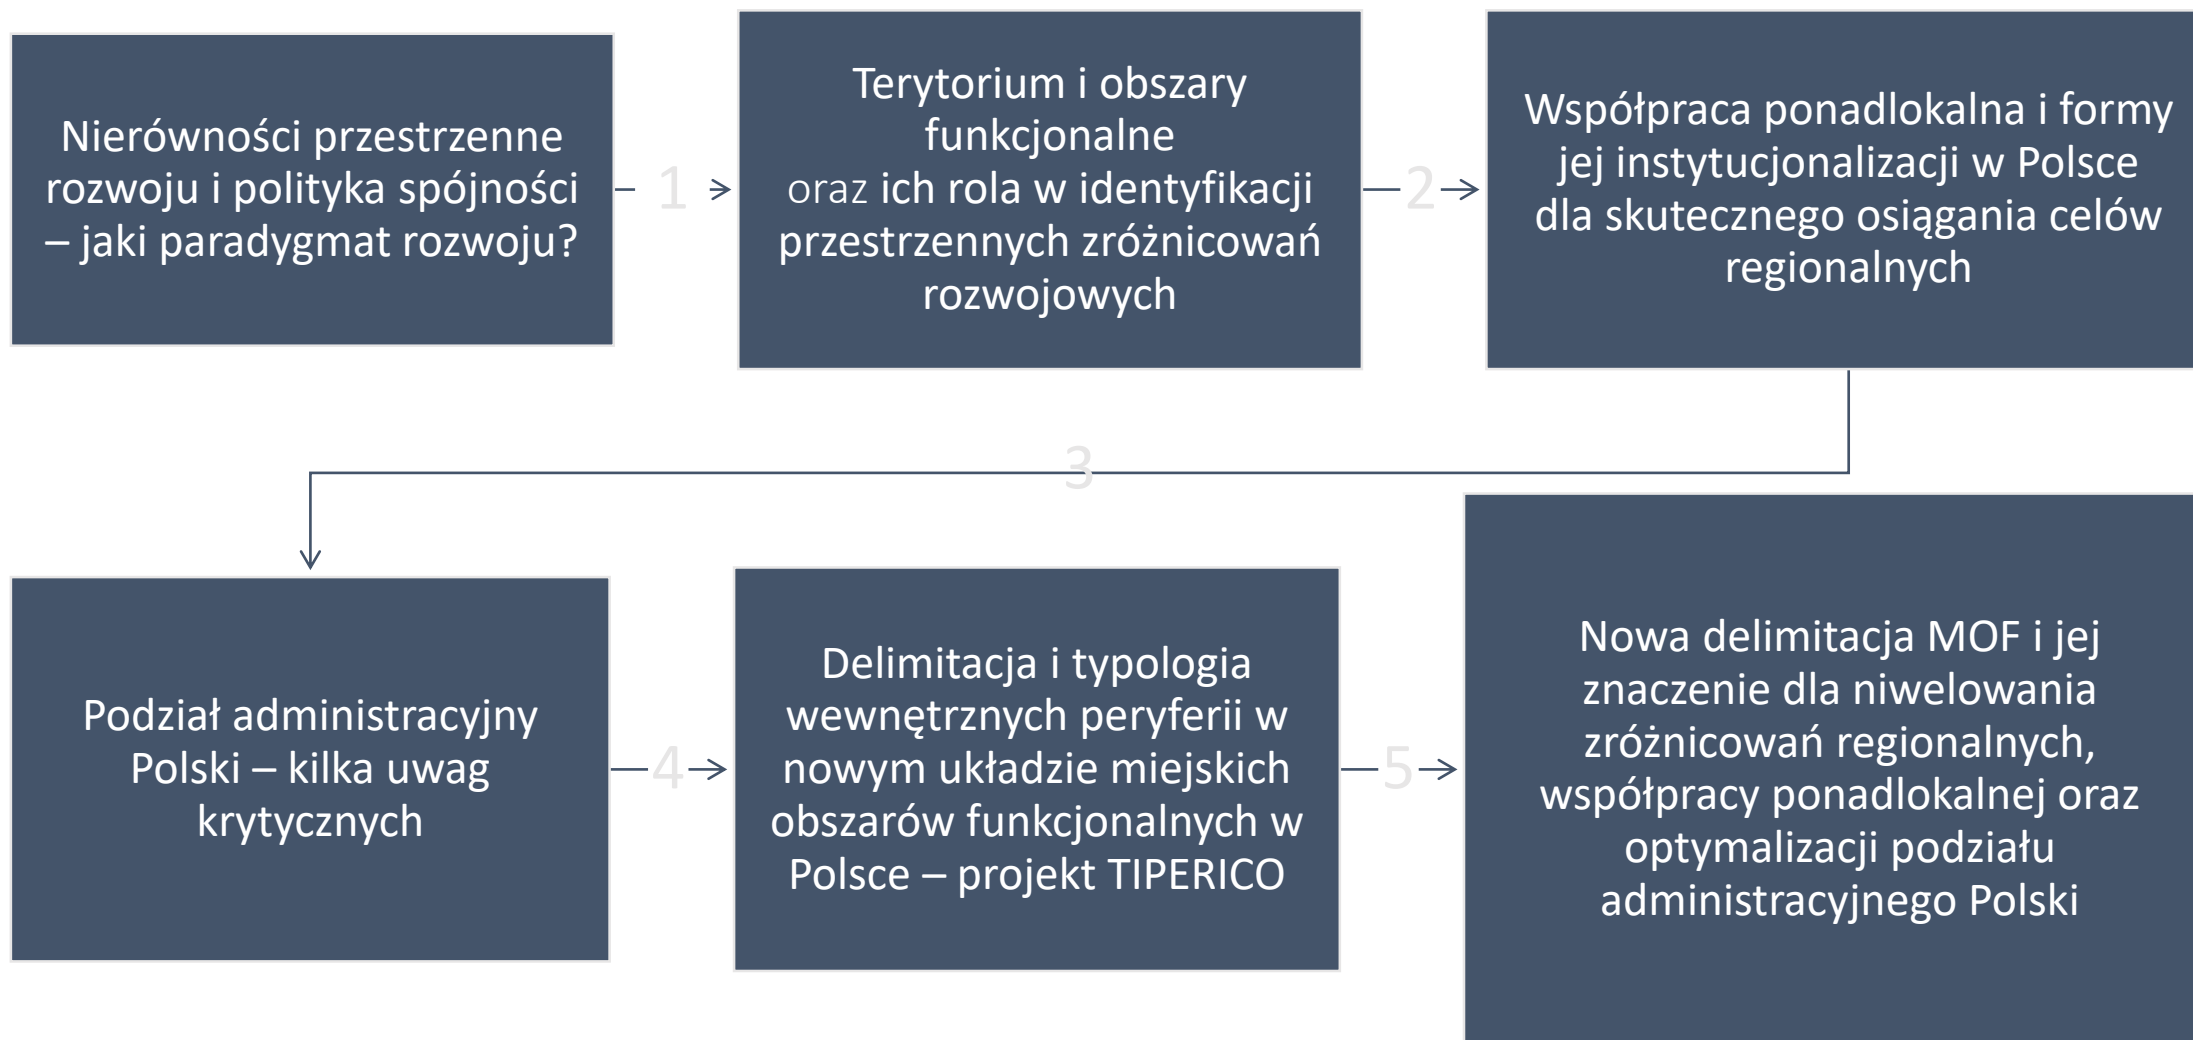 Nierówności przestrzenne
rozwoju i polityka spójności
– jaki paradygmat rozwoju?
1
Terytorium i obszary
funkcjonalne
oraz ich rola w identyfikacji
przestrzennych zróżnicowań
rozwojowych
2
Współpraca ponadlokalna i formy
jej instytucjonalizacji w Polsce
dla skutecznego osiągania celów
regionalnych
3
Podział administracyjny
Polski – kilka uwag
krytycznych
4
Delimitacja i typologia
wewnętrznych peryferii w
nowym układzie miejskich
obszarów funkcjonalnych w
Polsce – projekt TIPERICO
5
Nowa delimitacja MOF i jej
znaczenie dla niwelowania
zróżnicowań regionalnych,
współpracy ponadlokalnej oraz
optymalizacji podziału
administracyjnego Polski